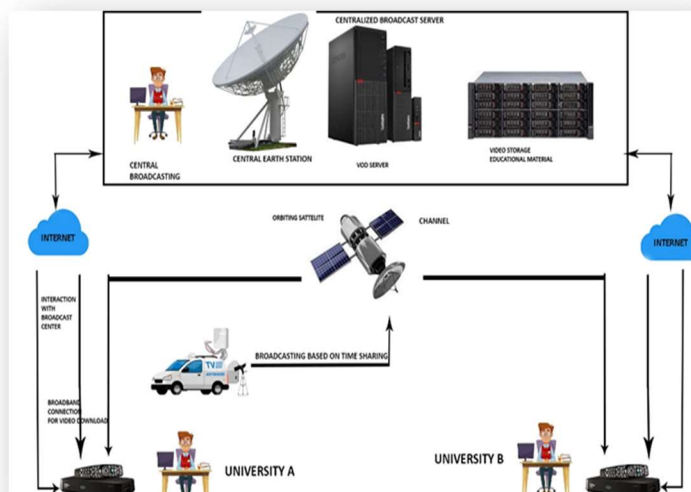 CENTRALIZED BROADCAST SERVER
CENTRAL
BROADCASTING
CENTRAL EARTH STATION
VOD SERVER
VIDEO STORAGE
EDUCATIONAL MATERIAL
INTERNET
ORBITING SATTELITE
CHANNEL
INTERNET
INTERACTION
WITH
BROADCAST
CENTER
TV
BROADCASTING BASED ON TIME SHARING
BROADBAND
CONNECTION
FOR VIDEO DOWNLOAD
UNIVERSITY A
UNIVERSITY B